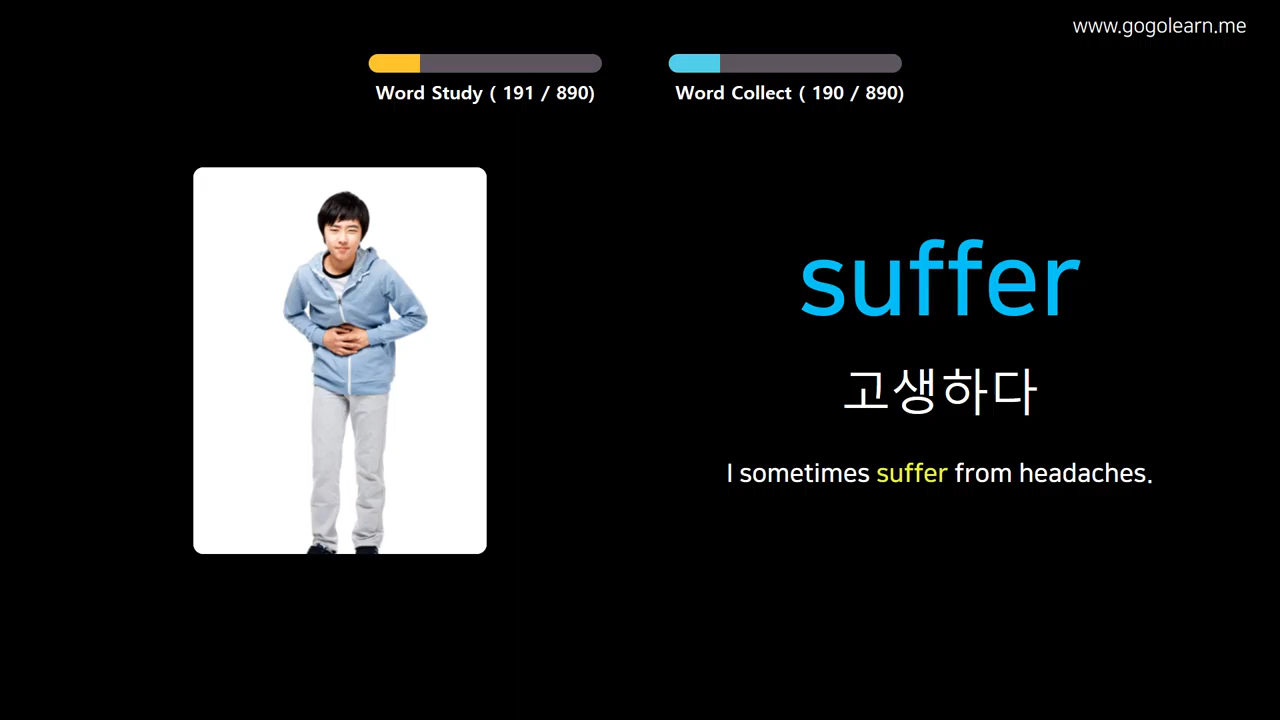 www.gogolearn.me
Word Study ( 191 / 890)
Word Collect ( 190 / 890)
suffer
고생하다
I sometimes suffer from headaches.